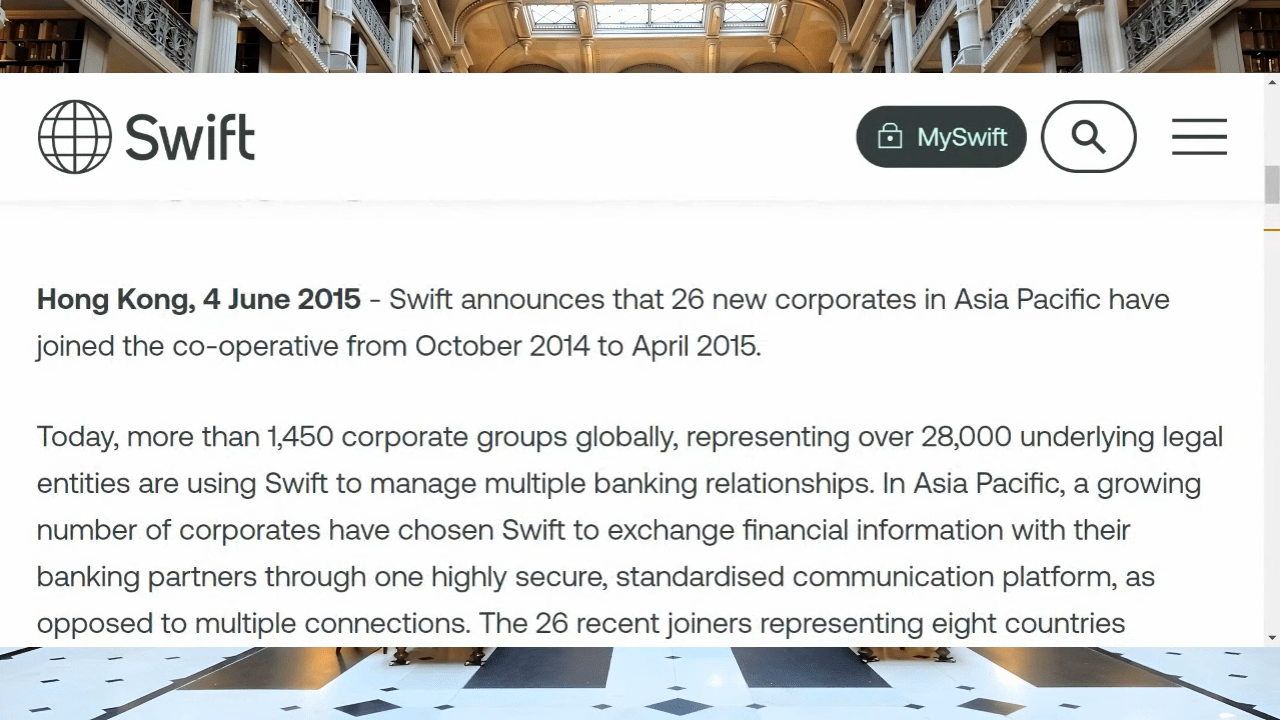 Swift
MySwift
Hong Kong, 4 June 2015 - Swift announces that 26 new corporates in Asia Pacific have
joined the co-operative from October 2014 to April 2015.
Today, more than 1,450 corporate groups globally, representing over 28,000 underlying legal
entities are using Swift to manage multiple banking relationships. In Asia Pacific, a growing
number of corporates have chosen Swift to exchange financial information with their
banking partners through one highly secure, standardised communication platform, as
opposed to multiple connections. The 26 recent joiners representing eight countries